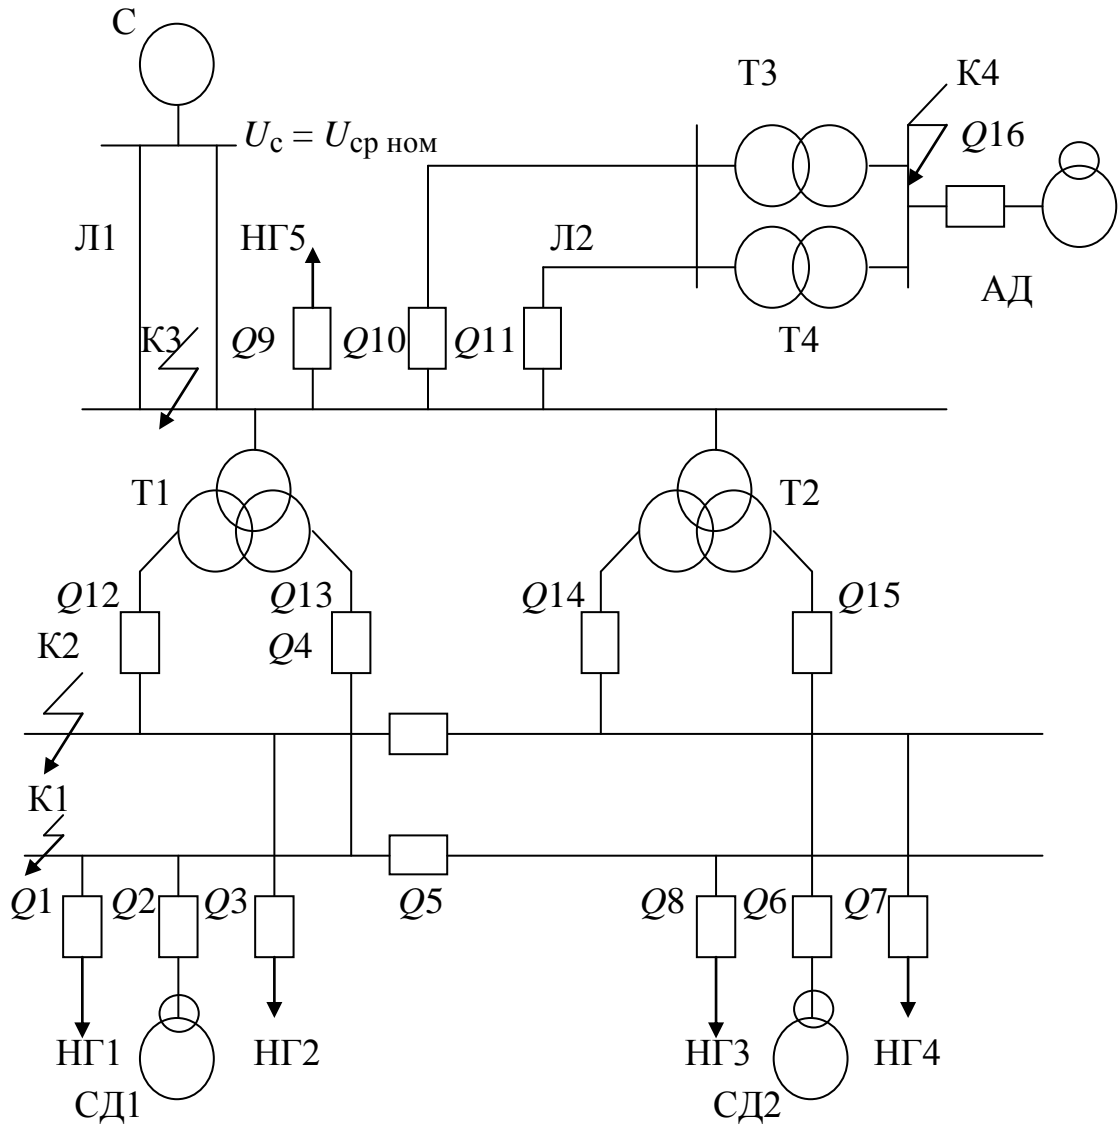 С
Т3
К4
Uс = Uср ном
Q16
Л1
НГ5
Л2
АД
К3
Q9
Q10
Q11
Т4
Т1
Т2
Q12
Q13
Q14
Q15
К2
Q4
К1
Q1
Q2
Q3
Q5
Q8
Q6
Q7
НГ1
НГ2
НГ3
НГ4
СД1
СД2